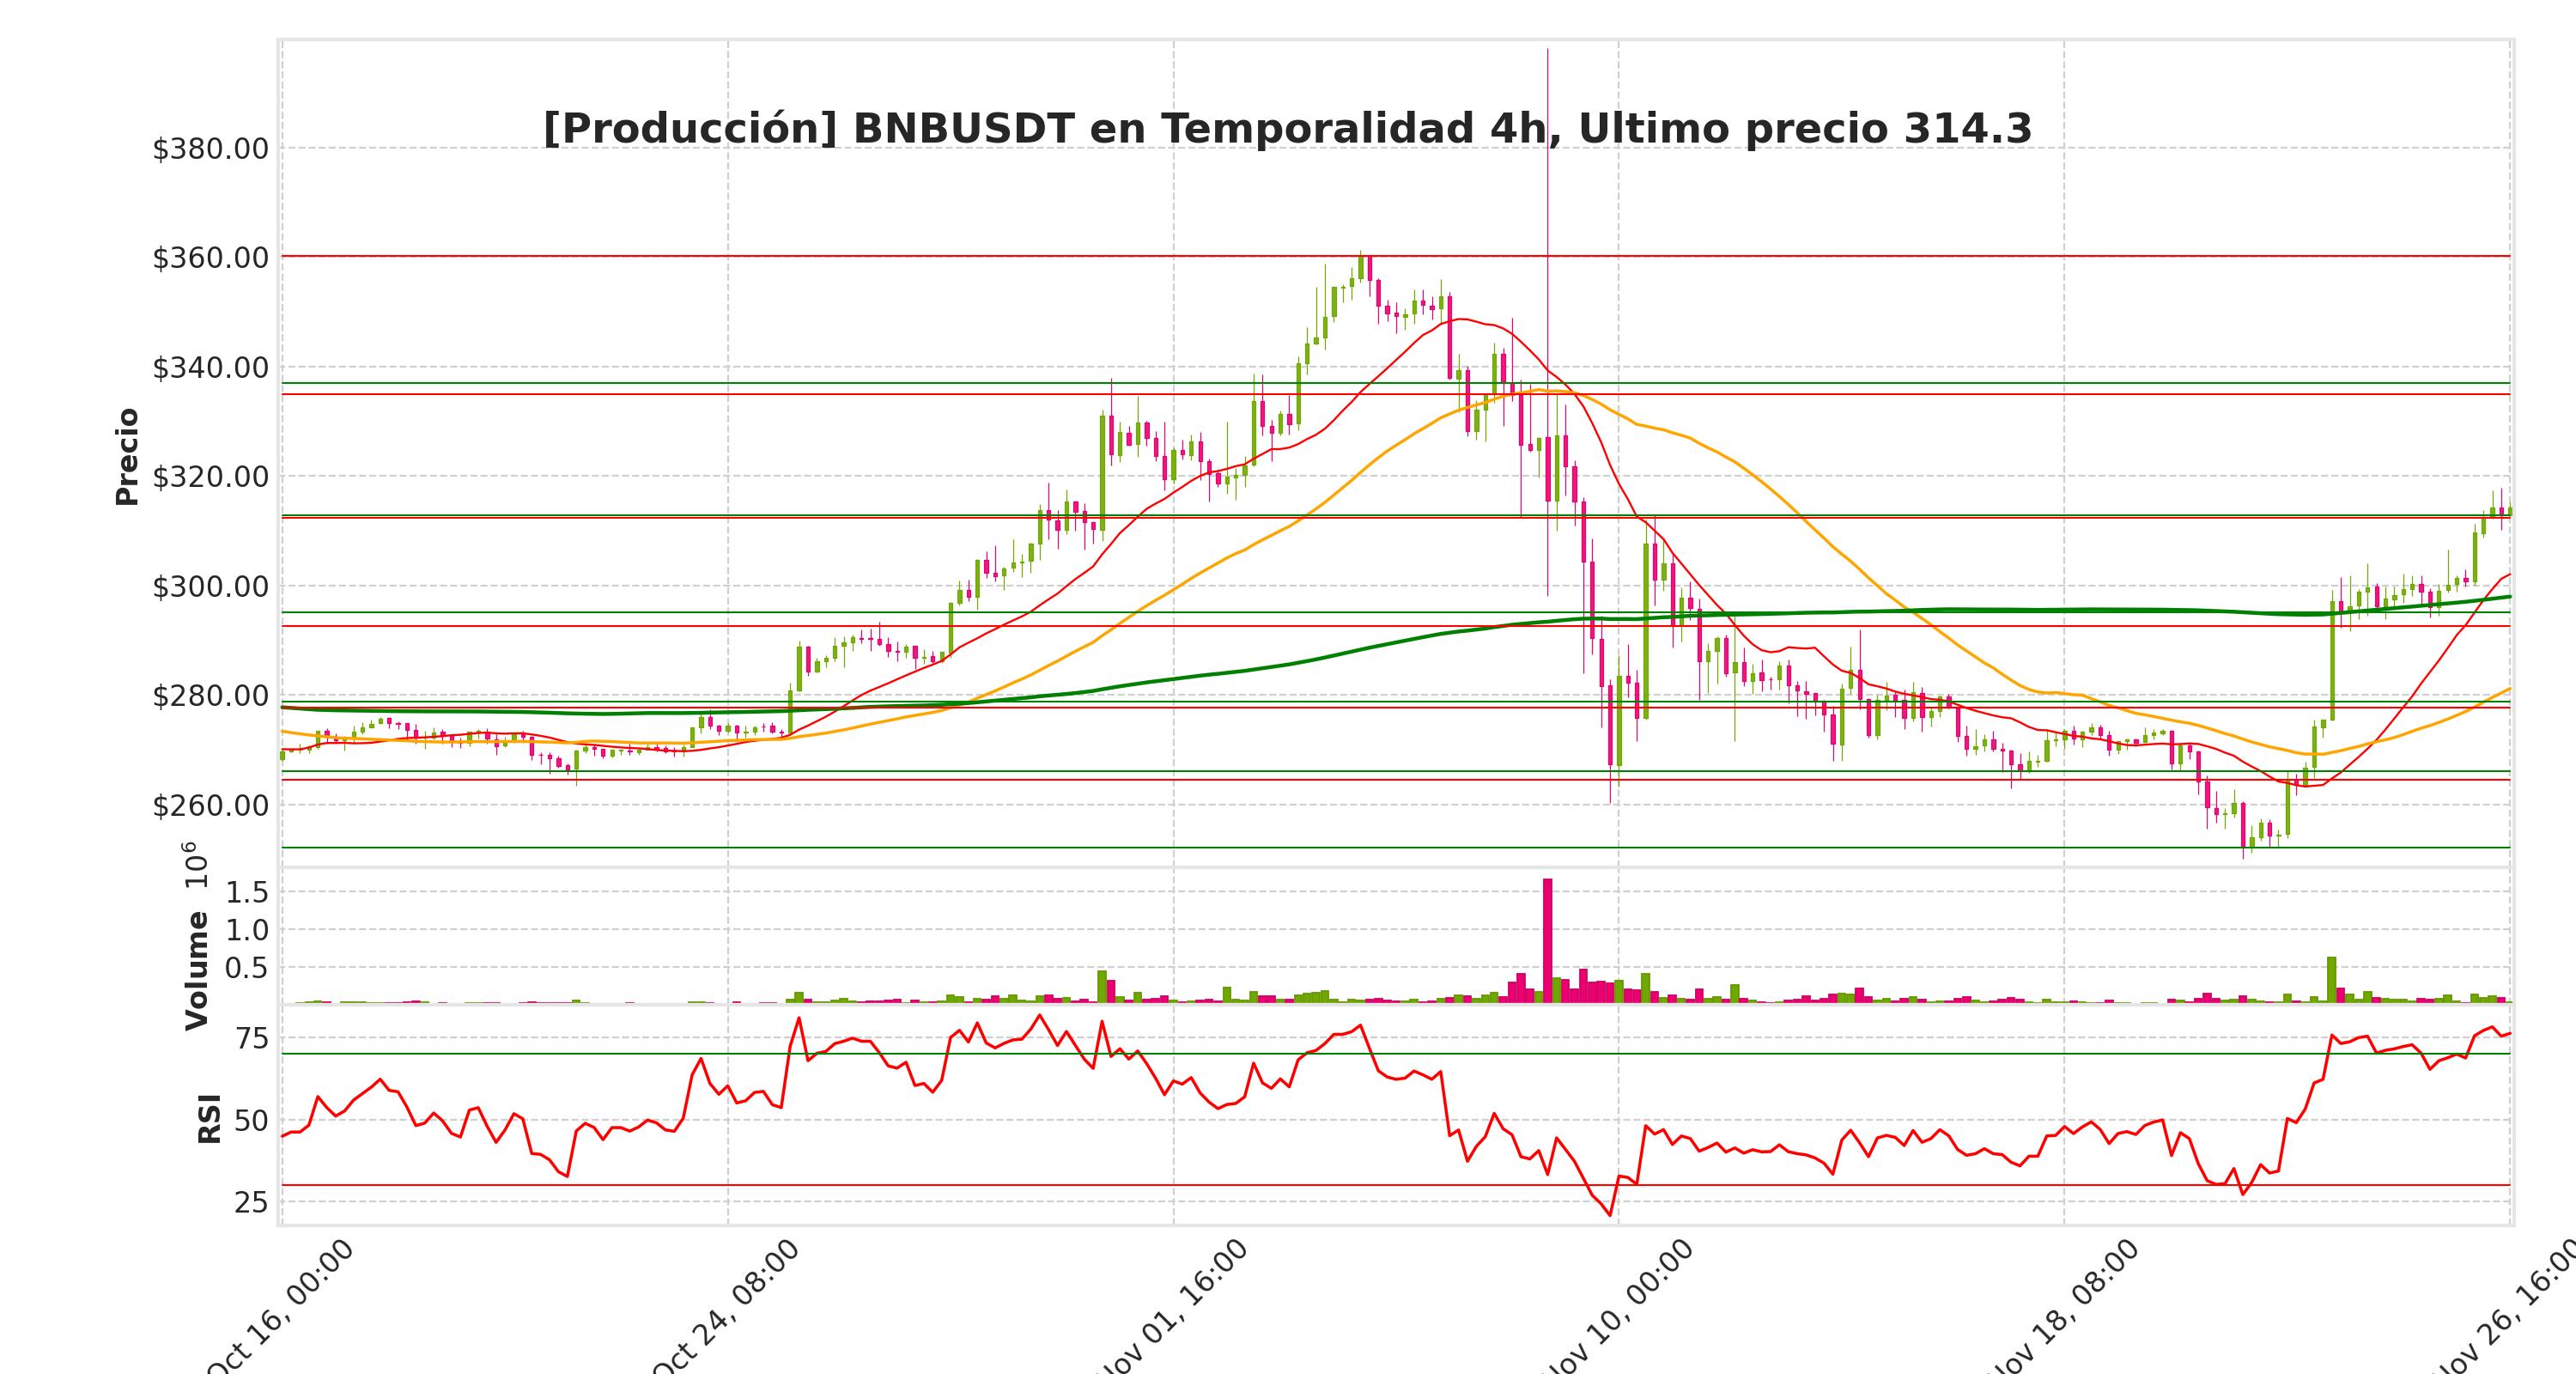 [Producción] BNBUSDT en Temporalidad 4h, Ultimo precio 314.3
Precio
$380.00
$360.00
$340.00
$320.00
$300.00
$280.00
$260.00
Volume 10⁶
1.5
1.0
0.5
RSI
75
50
25
Oct 16, 00:00
Oct 24, 08:00
Nov 01, 16:00
Nov 10, 00:00
Nov 18, 08:00
Nov 26, 16:00